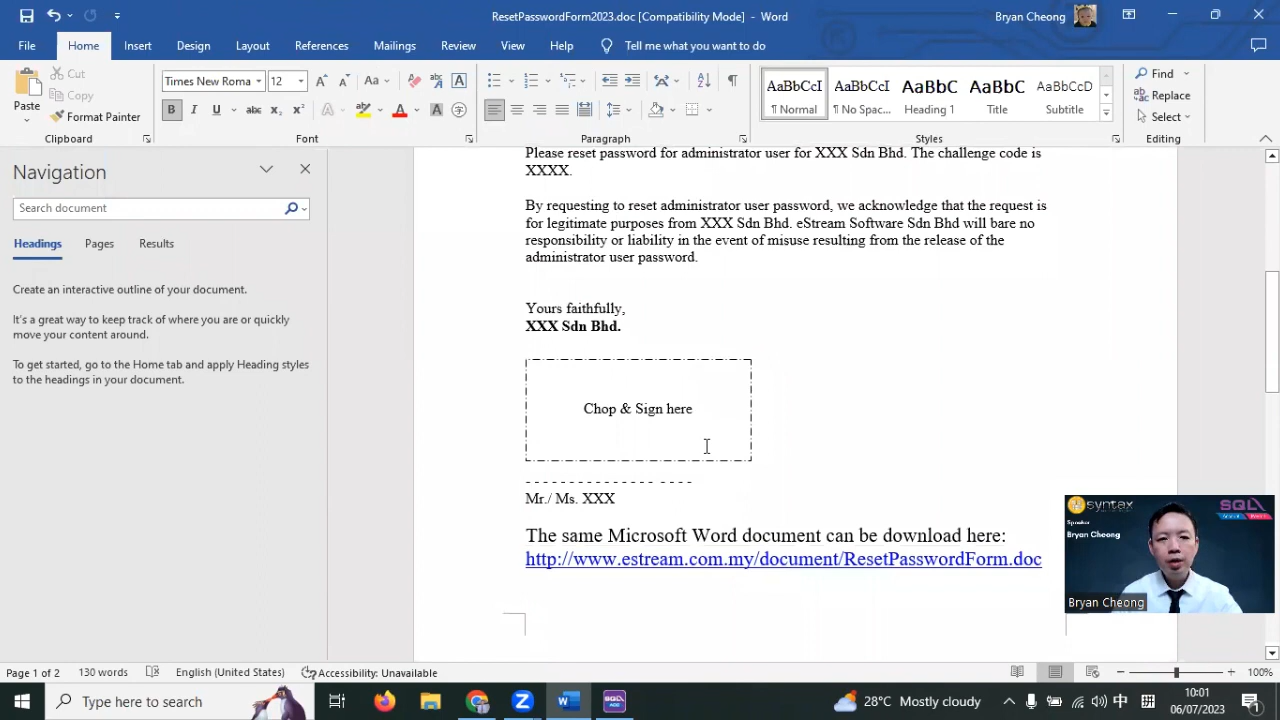 ResetPasswordForm2023.doc [Compatibility Mode] - Word
Bryan Cheong
File Home Insert Design Layout References Mailings Review View Help Tell me what you want to do
Cut
Copy
Format Painter
Paste
Times New Roma 12
AaBbCcI AaBbCcI AaBbC AaBbC AaBbCcD
¶ Normal ¶ No Spac... Heading 1 Title Subtitle
Find
Replace
Select
Clipboard Font Paragraph Styles Editing
Navigation
Search document
Headings Pages Results
Create an interactive outline of your document.
It's a great way to keep track of where you are or quickly
move your content around.
To get started, go to the Home tab and apply Heading styles
to the headings in your document.
Please reset password for administrator user for XXX Sdn Bhd. The challenge code is
XXXX.
By requesting to reset administrator user password, we acknowledge that the request is
for legitimate purposes from XXX Sdn Bhd. eStream Software Sdn Bhd will bare no
responsibility or liability in the event of misuse resulting from the release of the
administrator user password.
Yours faithfully,
XXX Sdn Bhd.
Chop & Sign here
Mr./ Ms. XXX
The same Microsoft Word document can be download here:
http://www.estream.com.my/document/ResetPasswordForm.doc
syntax
SQL
Speaker
Bryan Cheong
Bryan Cheong
Page 1 of 2 130 words English (United States) Accessibility: Unavailable 100%
Type here to search
28°C Mostly cloudy
中
10:01
06/07/2023